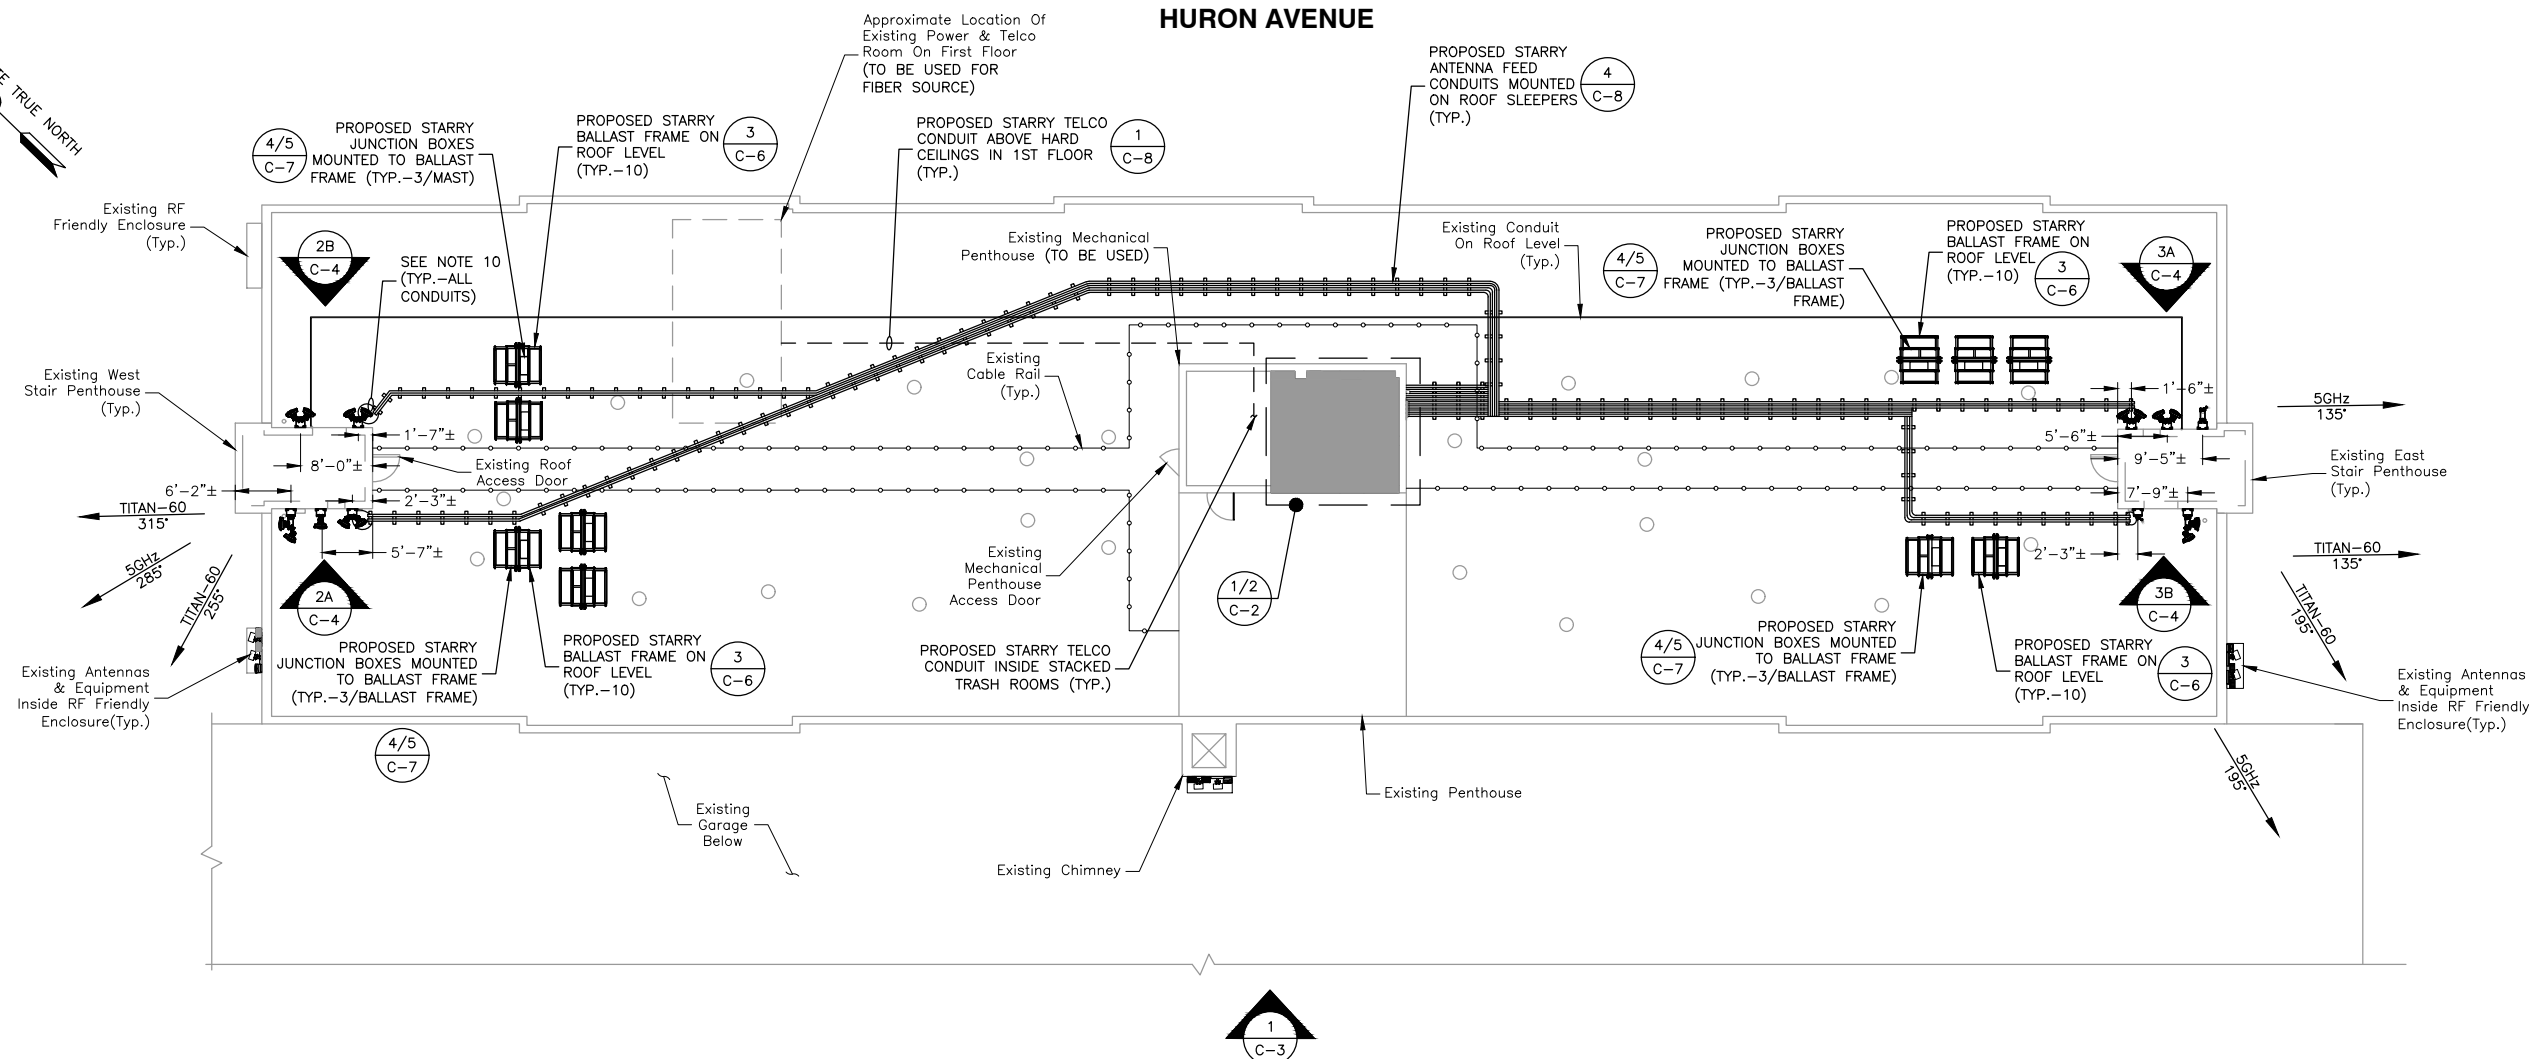 HURON AVENUE
Approximate Location Of
Existing Power & Telco
Room On First Floor
(TO BE USED FOR
FIBER SOURCE)
PROPOSED STARRY
ANTENNA FEED
CONDUITS MOUNTED
ON ROOF SLEEPERS
(TYP.)
4
C-8
TRUE NORTH
4/5
C-7
PROPOSED STARRY
JUNCTION BOXES
MOUNTED TO BALLAST
FRAME (TYP.-3/MAST)
PROPOSED STARRY
BALLAST FRAME ON
ROOF LEVEL
(TYP.-10)
3
C-6
PROPOSED STARRY TELCO
CONDUIT ABOVE HARD
CEILINGS IN 1ST FLOOR
(TYP.)
1
C-8
Existing RF
Friendly Enclosure
(Typ.)
2B
C-4
SEE NOTE 10
(TYP.-ALL
CONDUITS)
Existing Mechanical
Penthouse (TO BE USED)
Existing Conduit
On Roof Level
(Typ.)
4/5
C-7
PROPOSED STARRY
JUNCTION BOXES
MOUNTED TO BALLAST
FRAME (TYP.-3/BALLAST
FRAME)
PROPOSED STARRY
BALLAST FRAME ON
ROOF LEVEL
(TYP.-10)
3
C-6
3A
C-4
Existing West
Stair Penthouse
(Typ.)
Existing
Cable Rail
(Typ.)
1'-7"±
8'-0"±
6'-2"±
2'-3"±
5'-7"±
Existing Roof
Access Door
1'-6"±
5'-6"±
9'-5"±
7'-9"±
2'-3"±
5GHz
135°
Existing East
Stair Penthouse
(Typ.)
TITAN-60
315°
5GHz
285°
TITAN-60
255°
TITAN-60
135°
TITAN-60
195°
5GHz
195°
2A
C-4
Existing
Mechanical
Penthouse
Access Door
1/2
C-2
3B
C-4
Existing Antennas
& Equipment
Inside RF Friendly
Enclosure(Typ.)
PROPOSED STARRY
JUNCTION BOXES MOUNTED
TO BALLAST FRAME
(TYP.-3/BALLAST FRAME)
PROPOSED STARRY
BALLAST FRAME ON
ROOF LEVEL
(TYP.-10)
3
C-6
PROPOSED STARRY TELCO
CONDUIT INSIDE STACKED
TRASH ROOMS (TYP.)
4/5
C-7
PROPOSED STARRY
JUNCTION BOXES MOUNTED
TO BALLAST FRAME
(TYP.-3/BALLAST FRAME)
PROPOSED STARRY
BALLAST FRAME ON
ROOF LEVEL
(TYP.-10)
3
C-6
Existing Antennas
& Equipment
Inside RF Friendly
Enclosure(Typ.)
4/5
C-7
Existing
Garage
Below
Existing Penthouse
Existing Chimney
1
C-3